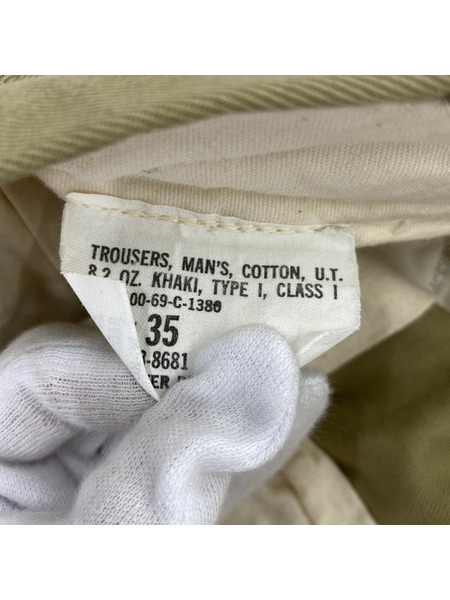 TROUSERS, MAN'S, COTTON, U.T.
8.2 OZ. KHAKI, TYPE I, CLASS I
00-69-C-1380
35
-8681